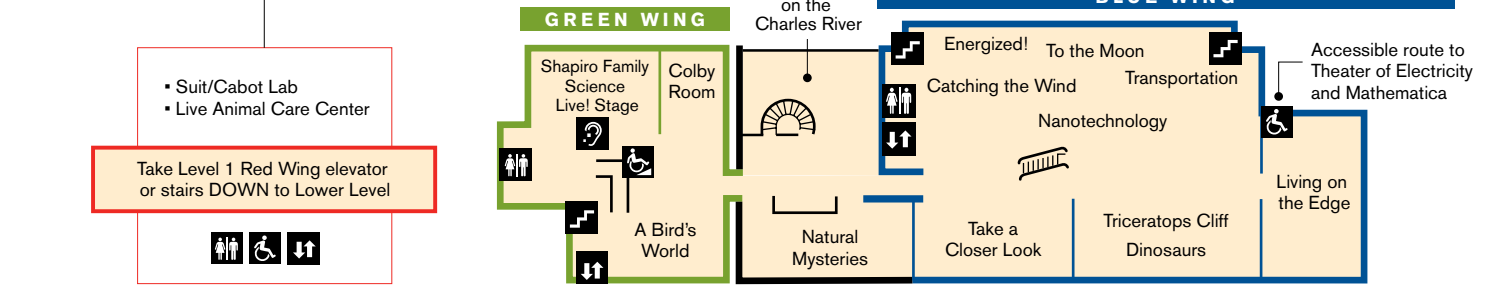 BLUE WING
on the
Charles River
GREEN WING
▪ Suit/Cabot Lab
▪ Live Animal Care Center
Take Level 1 Red Wing elevator
or stairs DOWN to Lower Level
Shapiro Family
Science
Live! Stage
Colby
Room
A Bird's
World
Natural
Mysteries
Energized!
To the Moon
Catching the Wind
Transportation
Nanotechnology
Take a
Closer Look
Triceratops Cliff
Dinosaurs
Living on
the Edge
Accessible route to
Theater of Electricity
and Mathematica